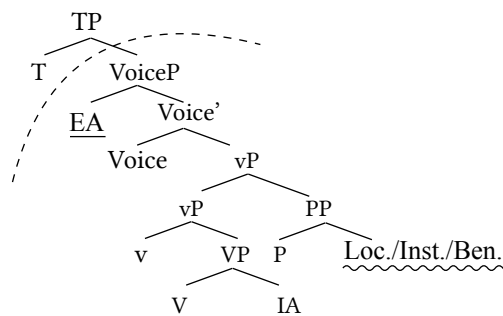 TP
T VoiceP
EA Voice’
Voice vP
vP PP
v VP P Loc./Inst./Ben.
V IA